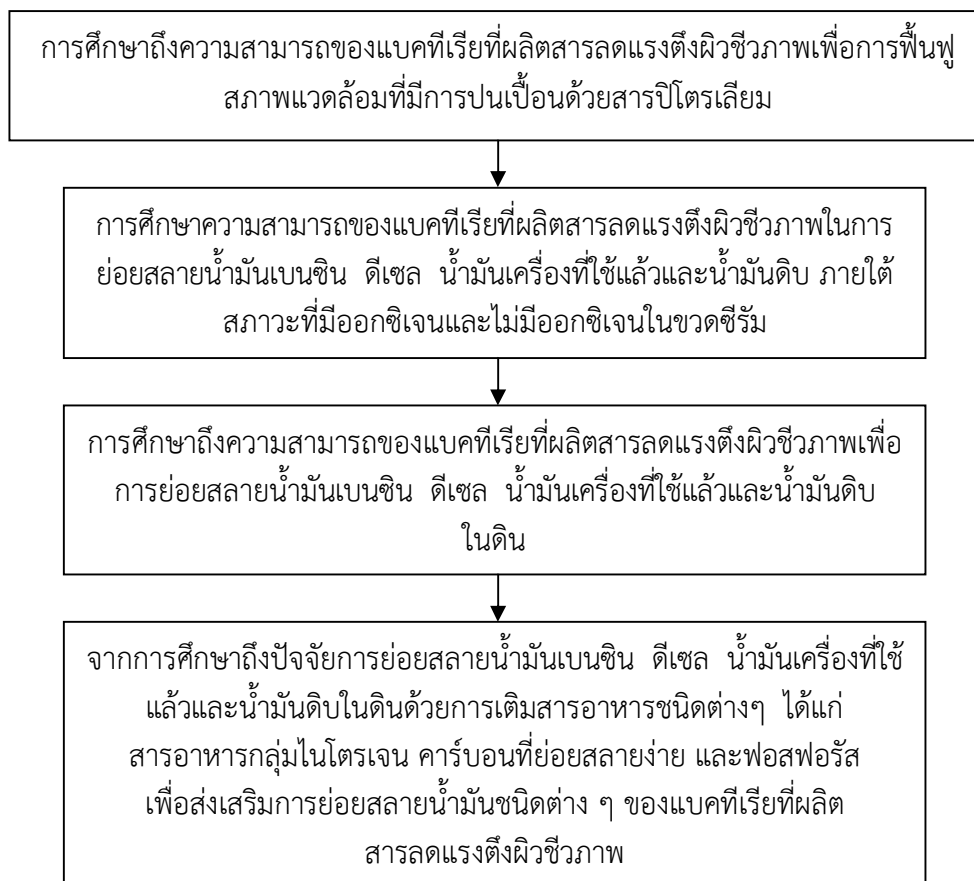 การศึกษาถึงความสามารถของแบคทีเรียที่ผลิตสารลดแรงตึงผิวชีวภาพเพื่อการฟื้นฟู
สภาพแวดล้อมที่มีการปนเปื้อนด้วยสารปิโตรเลียม
การศึกษาความสามารถของแบคทีเรียที่ผลิตสารลดแรงตึงผิวชีวภาพในการ
ย่อยสลายน้ำมันเบนซิน ดีเซล น้ำมันเครื่องที่ใช้แล้วและน้ำมันดิบ ภายใต้
สภาวะที่มีออกซิเจนและไม่มีออกซิเจนในขวดซีรัม
การศึกษาถึงความสามารถของแบคทีเรียที่ผลิตสารลดแรงตึงผิวชีวภาพเพื่อ
การย่อยสลายน้ำมันเบนซิน ดีเซล น้ำมันเครื่องที่ใช้แล้วและน้ำมันดิบ
ในดิน
จากการศึกษาถึงปัจจัยการย่อยสลายน้ำมันเบนซิน ดีเซล น้ำมันเครื่องที่ใช้
แล้วและน้ำมันดิบในดินด้วยการเติมสารอาหารชนิดต่างๆ ได้แก่
สารอาหารกลุ่มไนโตรเจน คาร์บอนที่ย่อยสลายง่าย และฟอสฟอรัส
เพื่อส่งเสริมการย่อยสลายน้ำมันชนิดต่าง ๆ ของแบคทีเรียที่ผลิต
สารลดแรงตึงผิวชีวภาพ